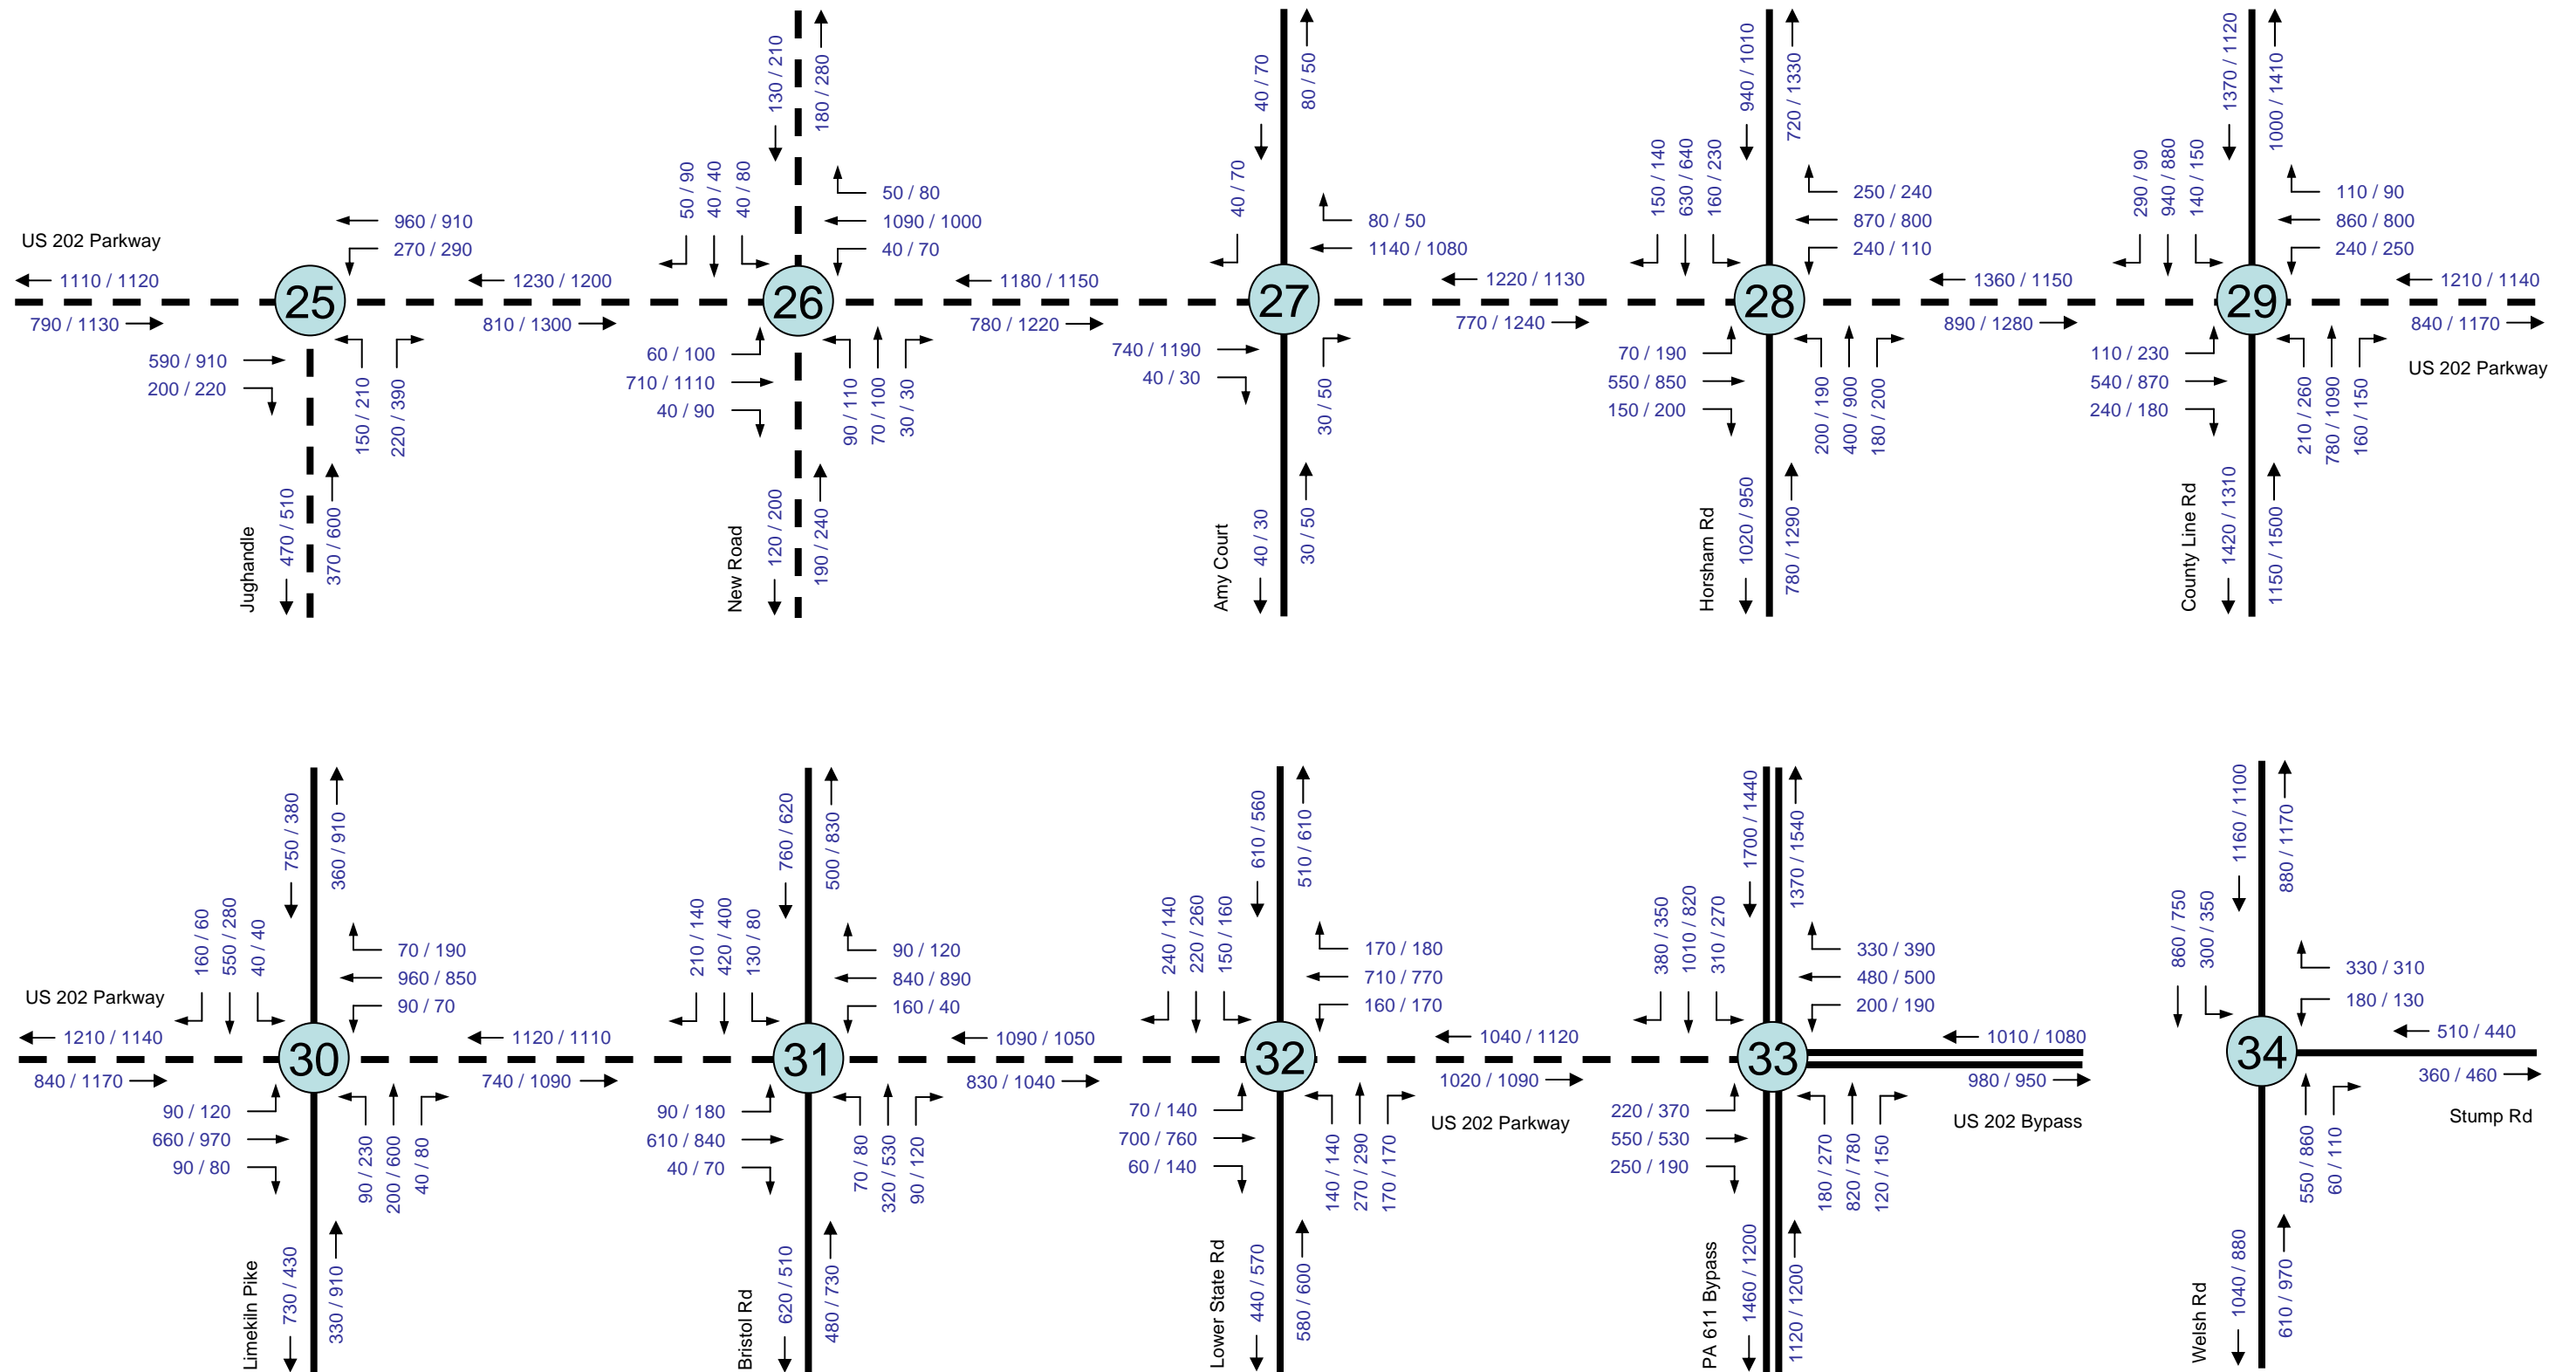 130 / 210
180 / 280
40 / 70
80 / 50
940 / 1010
720 / 1330
1370 / 1120
1000 / 1410
US 202 Parkway
960 / 910
270 / 290
1110 / 1120
790 / 1130
25
590 / 910
200 / 220
150 / 210
220 / 390
Jughandle
470 / 510
370 / 600
1230 / 1200
810 / 1300
50 / 90
40 / 40
40 / 80
50 / 80
1090 / 1000
40 / 70
26
60 / 100
710 / 1110
40 / 90
90 / 110
70 / 100
30 / 30
New Road
120 / 200
190 / 240
1180 / 1150
780 / 1220
40 / 70
80 / 50
1140 / 1080
27
740 / 1190
40 / 30
30 / 50
Amy Court
40 / 30
30 / 50
1220 / 1130
770 / 1240
150 / 140
630 / 640
160 / 230
250 / 240
870 / 800
240 / 110
28
70 / 190
550 / 850
150 / 200
200 / 190
400 / 900
180 / 200
Horsham Rd
1020 / 950
780 / 1290
1360 / 1150
890 / 1280
290 / 90
940 / 880
140 / 150
110 / 90
860 / 800
240 / 250
29
110 / 230
540 / 870
240 / 180
210 / 260
780 / 1090
160 / 150
County Line Rd
1420 / 1310
1150 / 1500
1210 / 1140
840 / 1170
US 202 Parkway
750 / 380
360 / 910
160 / 60
550 / 280
40 / 40
70 / 190
960 / 850
90 / 70
US 202 Parkway
1210 / 1140
840 / 1170
30
90 / 120
660 / 970
90 / 80
90 / 230
200 / 600
40 / 80
Limekiln Pike
730 / 430
330 / 910
1120 / 1110
740 / 1090
760 / 620
500 / 830
210 / 140
420 / 400
130 / 80
90 / 120
840 / 890
160 / 40
31
90 / 180
610 / 840
40 / 70
70 / 80
320 / 530
90 / 120
Bristol Rd
620 / 510
480 / 730
1090 / 1050
830 / 1040
610 / 560
510 / 610
240 / 140
220 / 260
150 / 160
170 / 180
710 / 770
160 / 170
32
70 / 140
700 / 760
60 / 140
140 / 140
270 / 290
170 / 170
Lower State Rd
440 / 570
580 / 600
1040 / 1120
1020 / 1090
US 202 Parkway
1700 / 1440
1370 / 1540
380 / 350
1010 / 820
310 / 270
330 / 390
480 / 500
200 / 190
33
220 / 370
550 / 530
250 / 190
180 / 270
820 / 780
120 / 150
PA 611 Bypass
1460 / 1200
1120 / 1200
1010 / 1080
980 / 950
US 202 Bypass
1160 / 1100
880 / 1170
860 / 750
300 / 350
330 / 310
180 / 130
34
510 / 440
360 / 460
Stump Rd
550 / 860
60 / 110
Welsh Rd
1040 / 880
610 / 970